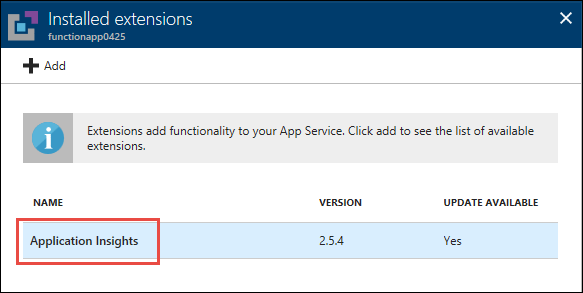 Installed extensions
functionapp0425
Add
Extensions add functionality to your App Service. Click add to see the list of available
extensions.
NAME VERSION UPDATE AVAILABLE
Application Insights 2.5.4 Yes